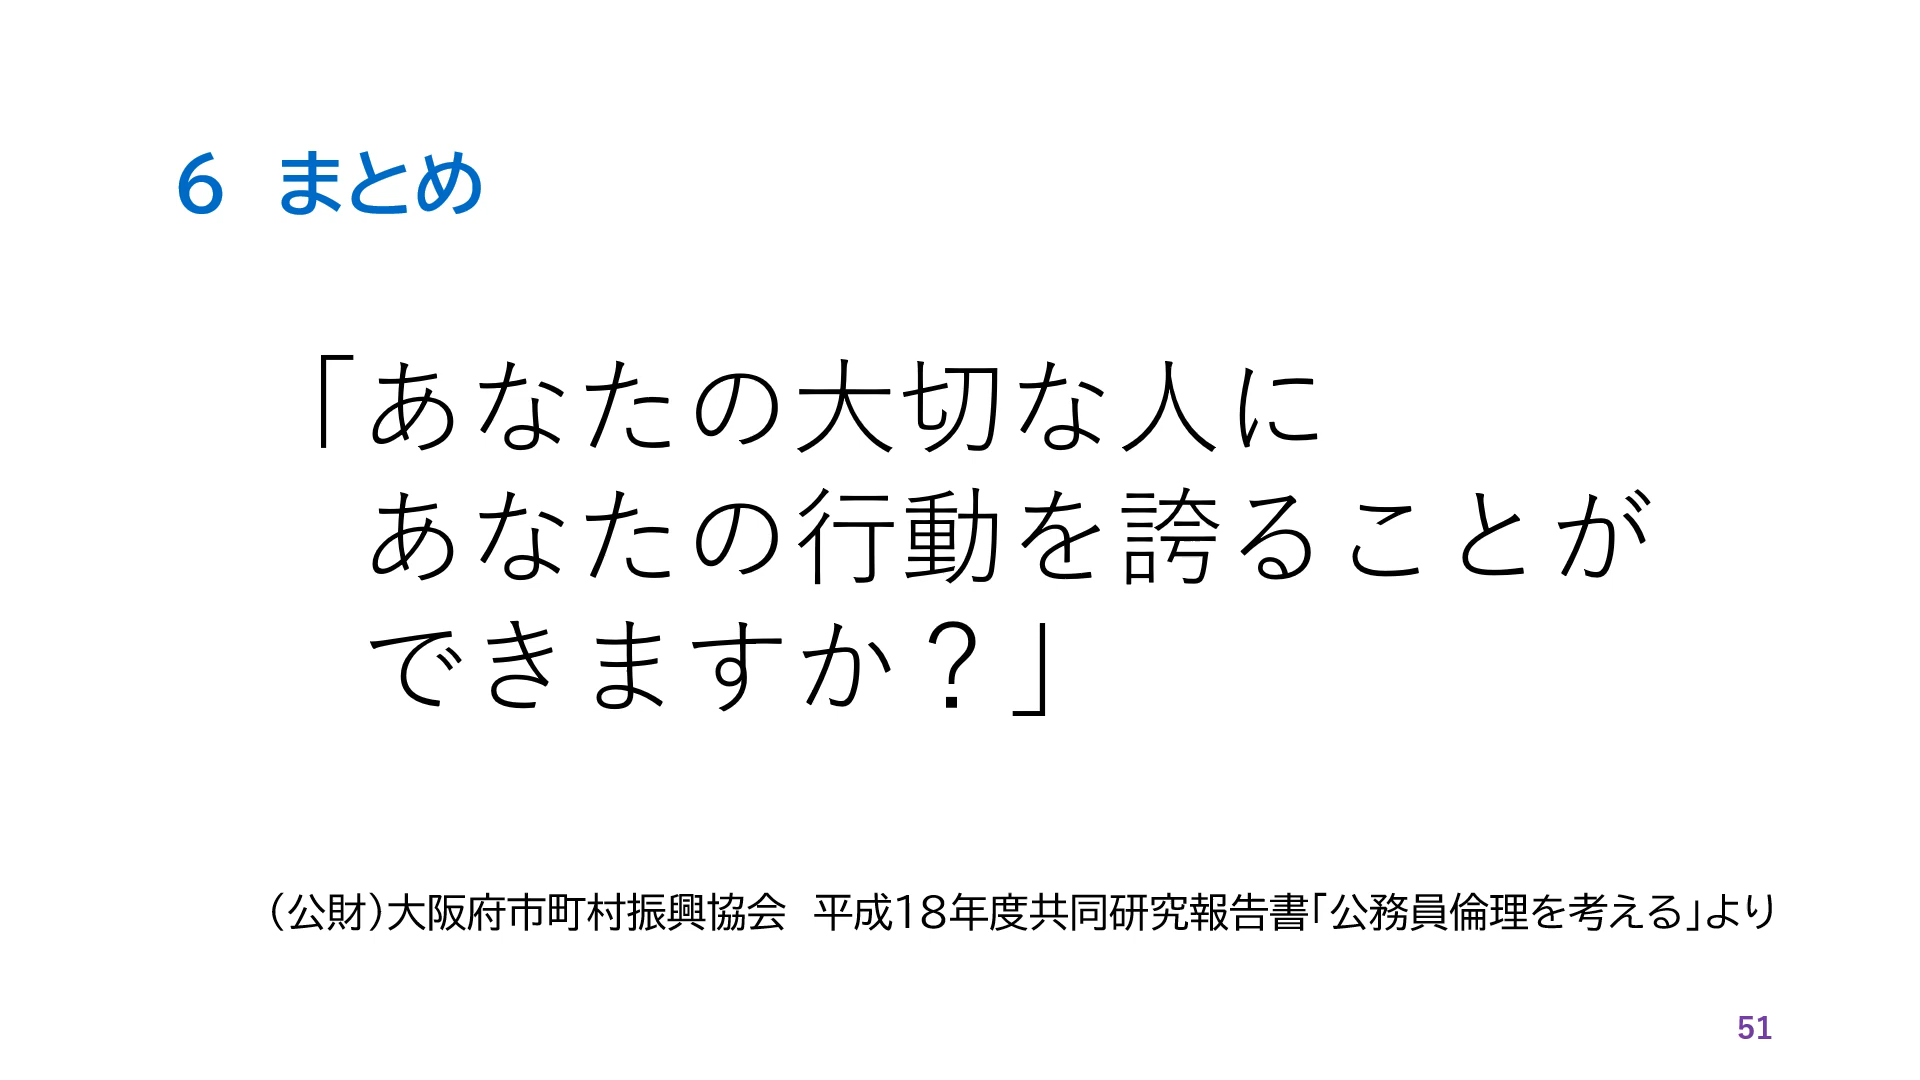 ６　まとめ
「あなたの大切な人に
あなたの行動を誇ることが
できますか？」
（公財）大阪府市町村振興協会　平成18年度共同研究報告書「公務員倫理を考える」より
51